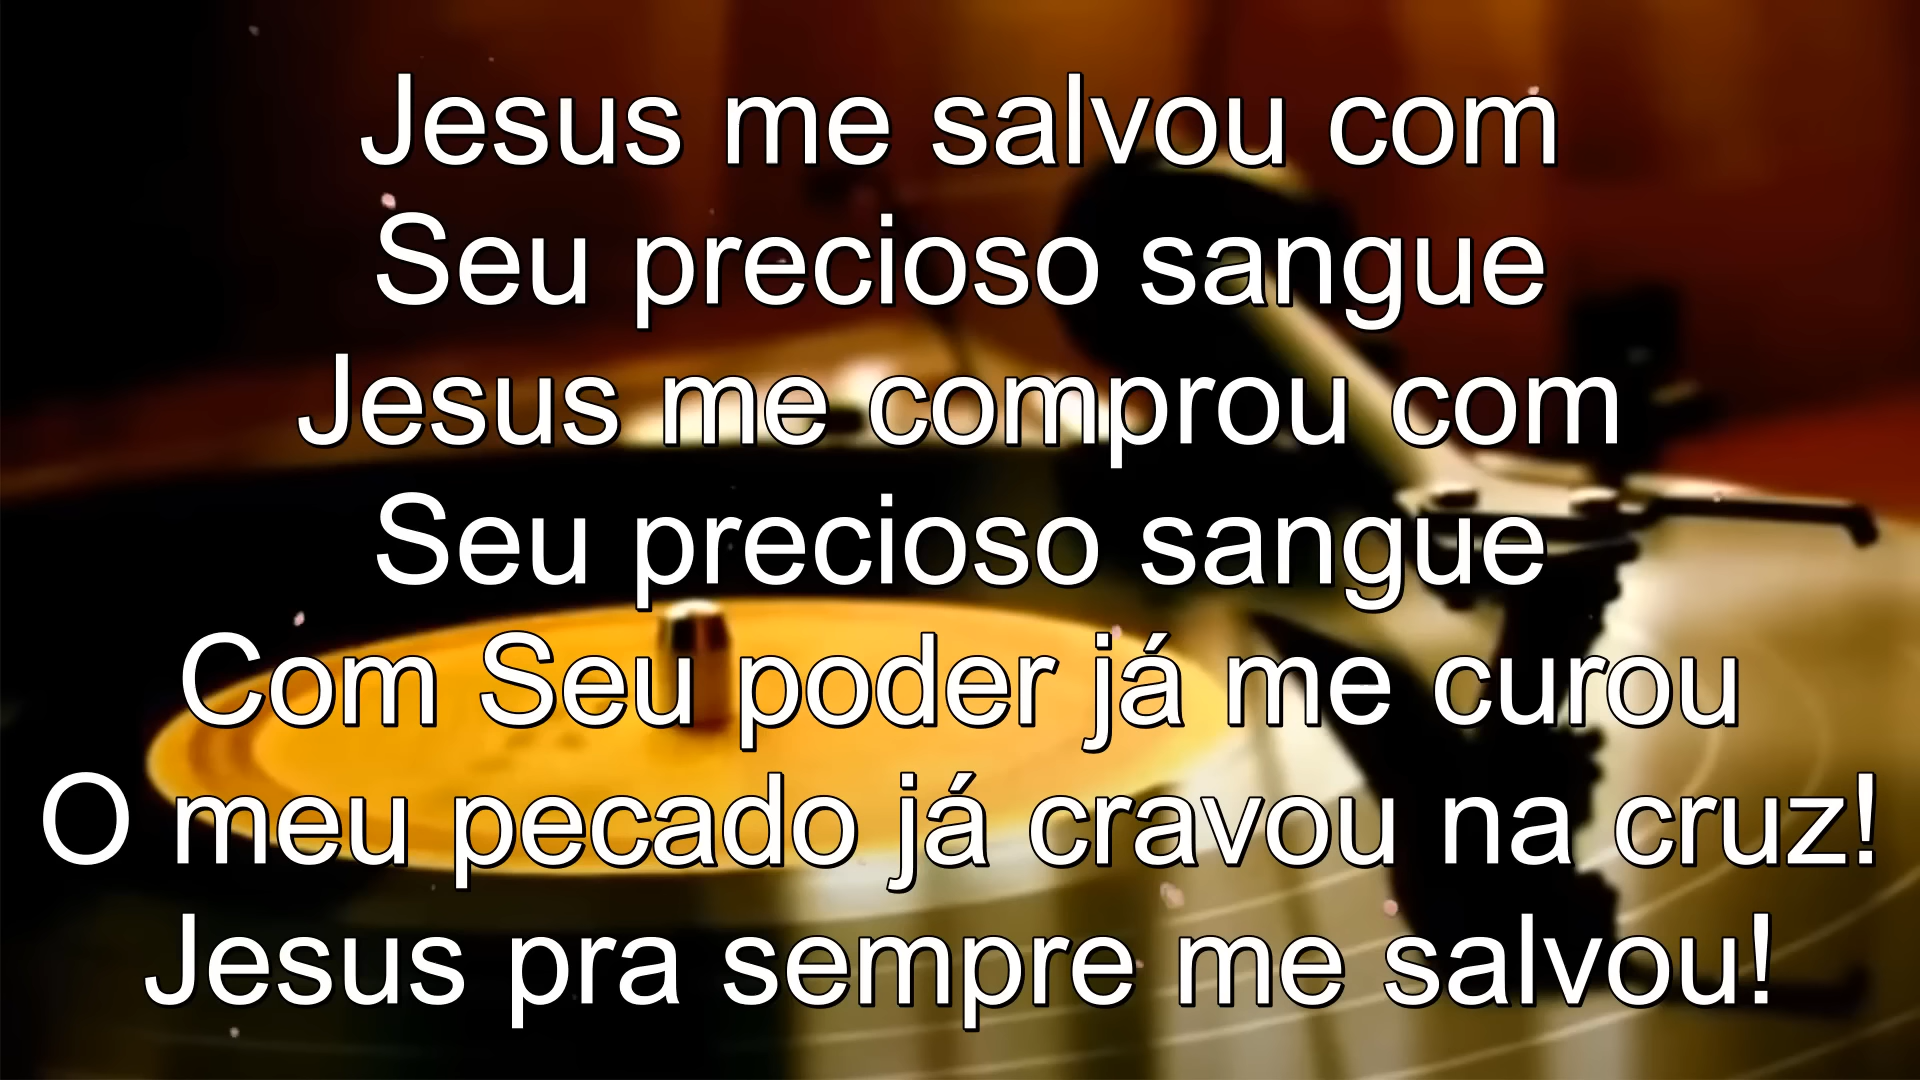 Jesus me salvou com
Seu precioso sangue
Jesus me comprou com
Seu precioso sangue
Com Seu poder já me curou
O meu pecado já cravou na cruz!
Jesus pra sempre me salvou!